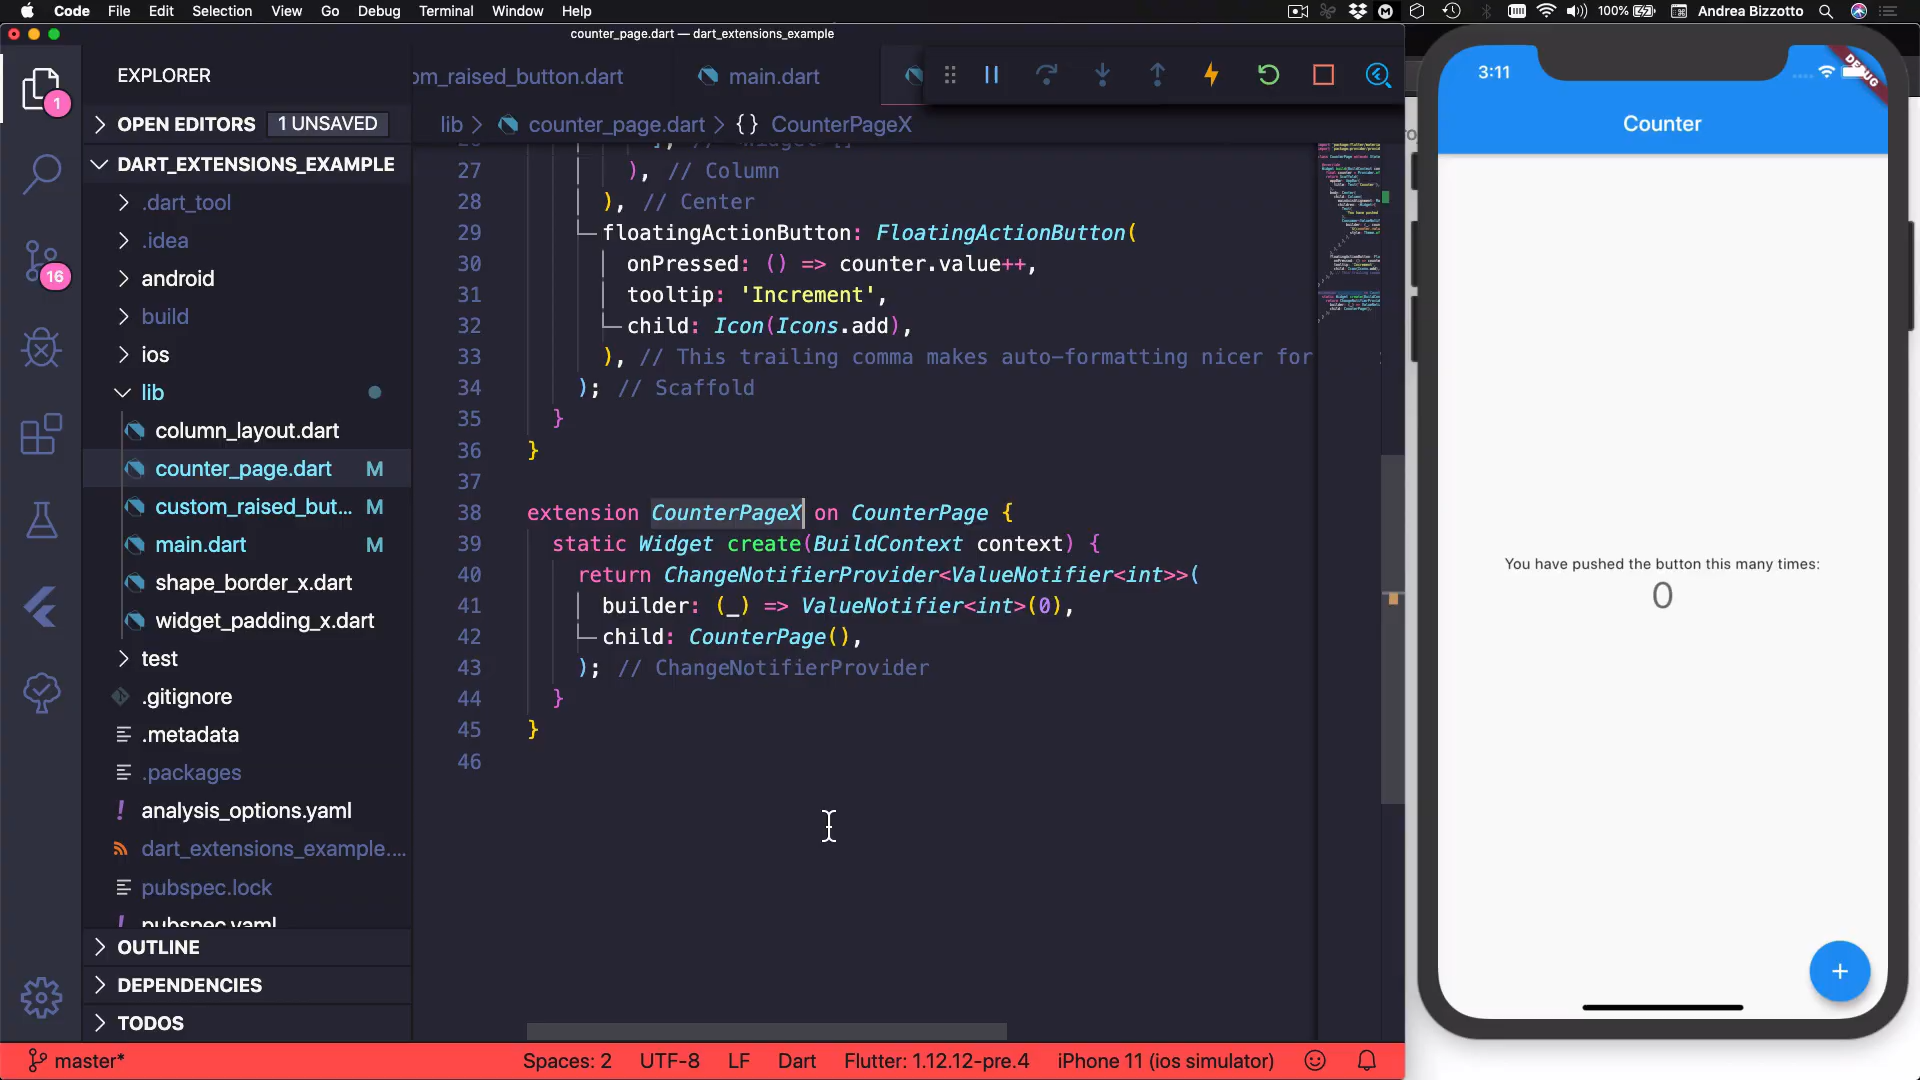 Code File Edit Selection View Go Debug Terminal Window Help
100% Andrea Bizzotto
counter_page.dart — dart_extensions_example
EXPLORER
1
OPEN EDITORS 1 UNSAVED
DART_EXTENSIONS_EXAMPLE
.dart_tool
.idea
android
16
build
ios
lib
column_layout.dart
counter_page.dart M
custom_raised_but... M
main.dart M
shape_border_x.dart
widget_padding_x.dart
test
.gitignore
.metadata
.packages
analysis_options.yaml
dart_extensions_example....
pubspec.lock
pubspec.yaml
OUTLINE
DEPENDENCIES
TODOS
om_raised_button.dart main.dart
lib > counter_page.dart > {} CounterPageX
27 ), // Column
28 ), // Center
29 floatingActionButton: FloatingActionButton(
30 onPressed: () => counter.value++,
31 tooltip: 'Increment',
32 child: Icon(Icons.add),
33 ), // This trailing comma makes auto-formatting nicer for
34 ); // Scaffold
35 }
36 }
37
38 extension CounterPageX on CounterPage {
39 static Widget create(BuildContext context) {
40 return ChangeNotifierProvider<ValueNotifier<int>>(
41 builder: (_) => ValueNotifier<int>(0),
42 child: CounterPage(),
43 ); // ChangeNotifierProvider
44 }
45 }
46
master* Spaces: 2 UTF-8 LF Dart Flutter: 1.12.12-pre.4 iPhone 11 (ios simulator)
3:11
DEBUG
Counter
You have pushed the button this many times:
0
+